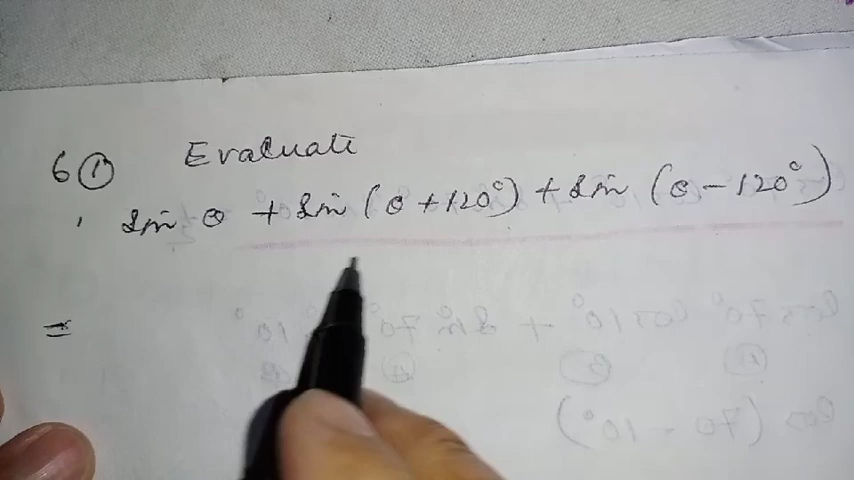 6 ① Evaluate
sin θ + sin (θ + 120°) + sin (θ - 120°)
=